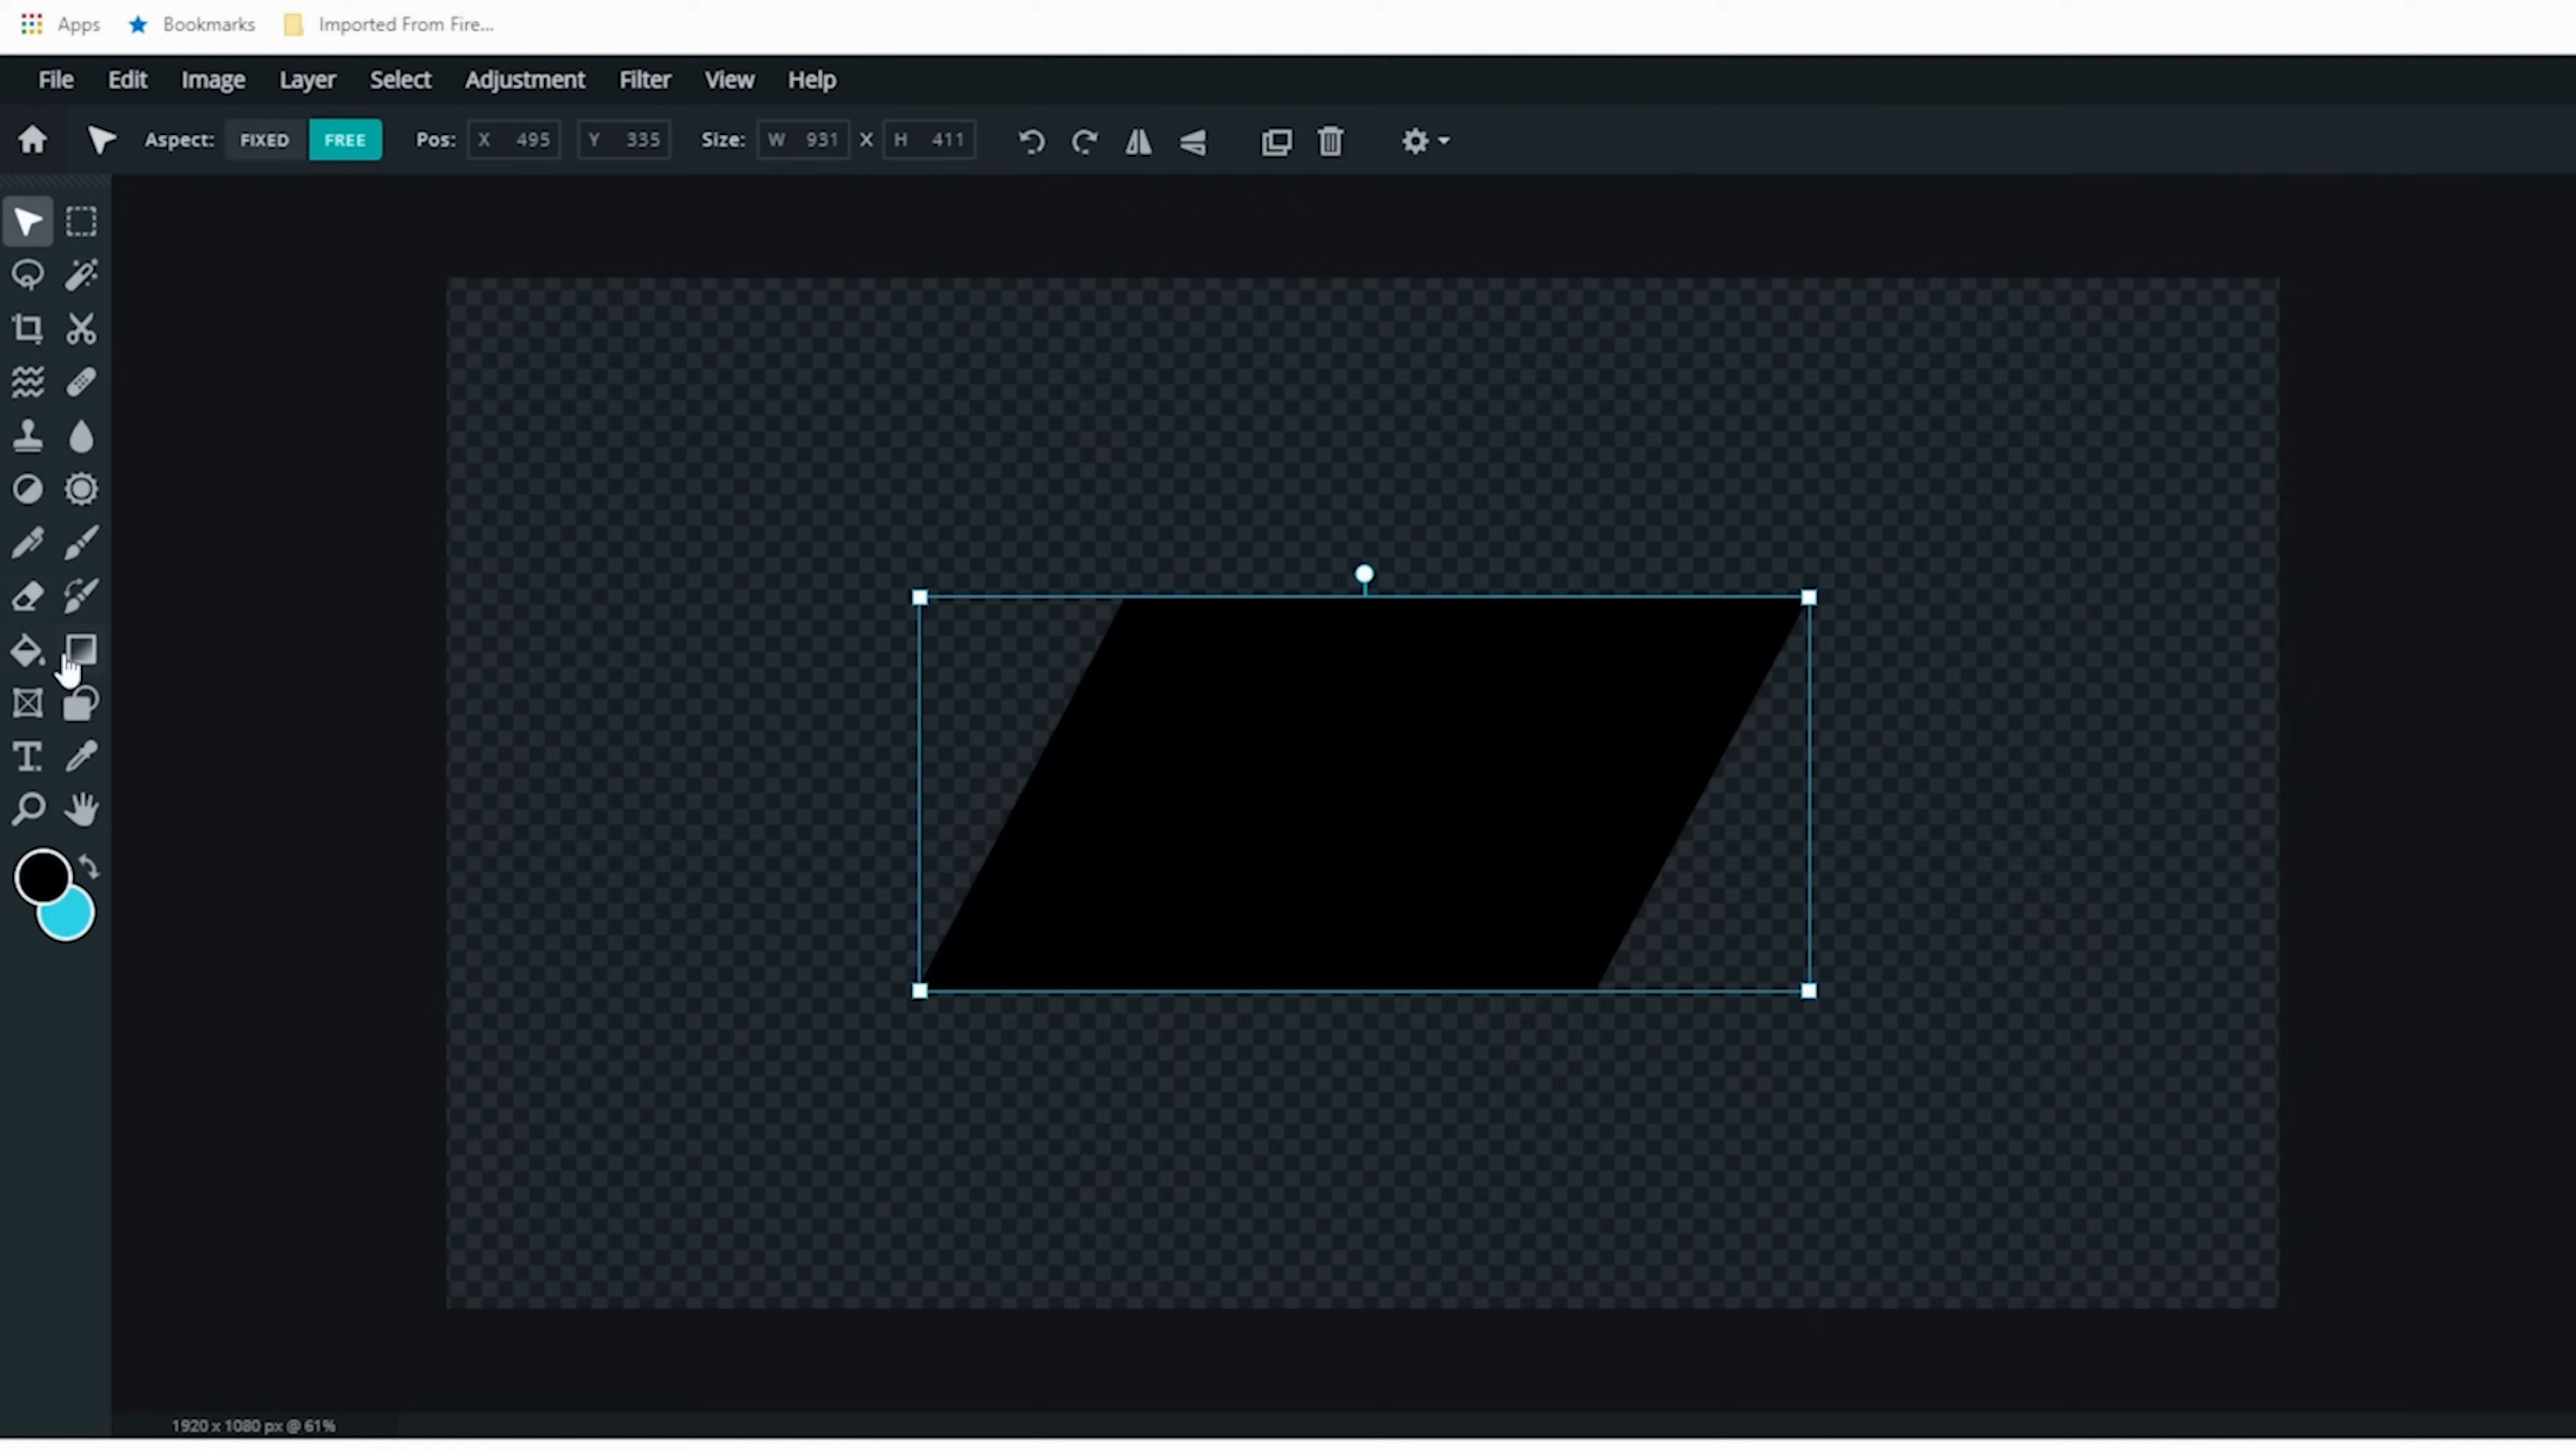 Apps Bookmarks Imported From Fire...
File Edit Image Layer Select Adjustment Filter View Help
Aspect: FIXED FREE Pos: X 495 Y 335 Size: W 931 X H 411
T.
1920 x 1080 px @ 61%